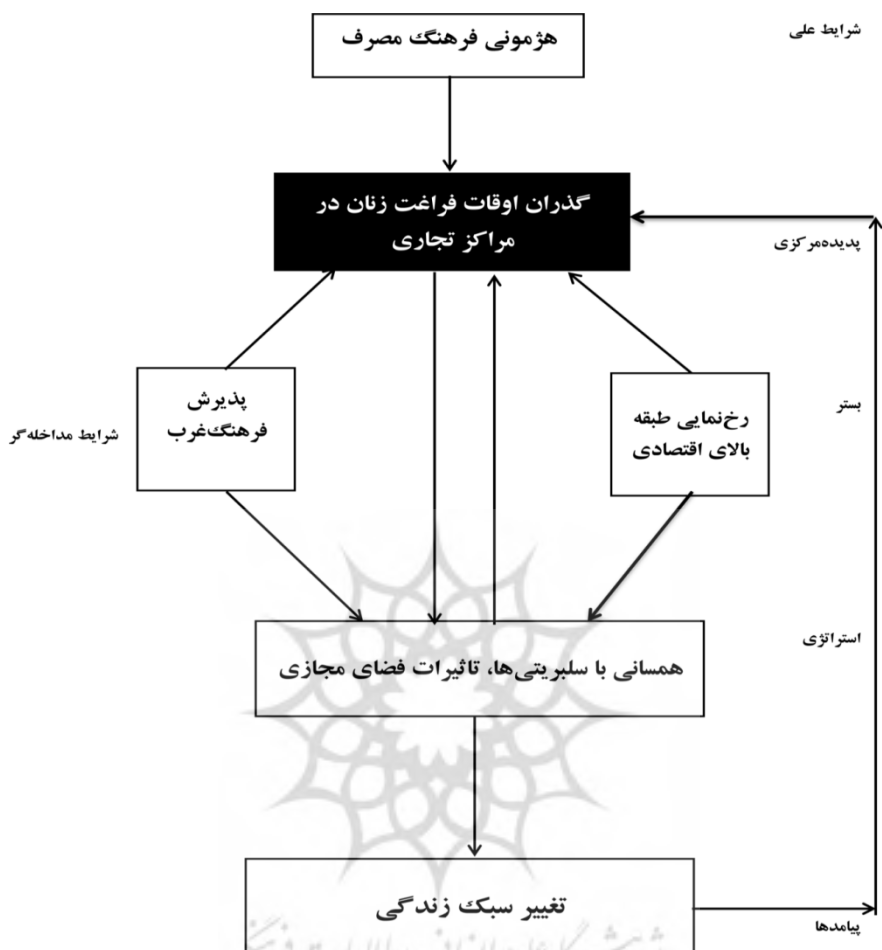 هژمونی فرهنگ مصرف
شرایط علی
گذران اوقات فراغت زنان در
مراکز تجاری
پدیده‌مرکزی
رخ‌نمایی طبقه
بالای اقتصادی
بستر
پذیرش
فرهنگ‌غرب
شرایط مداخله‌گر
استراتژی
همسانی با سلبریتی‌ها، تاثیرات فضای مجازی
تغییر سبک زندگی
پیامدها